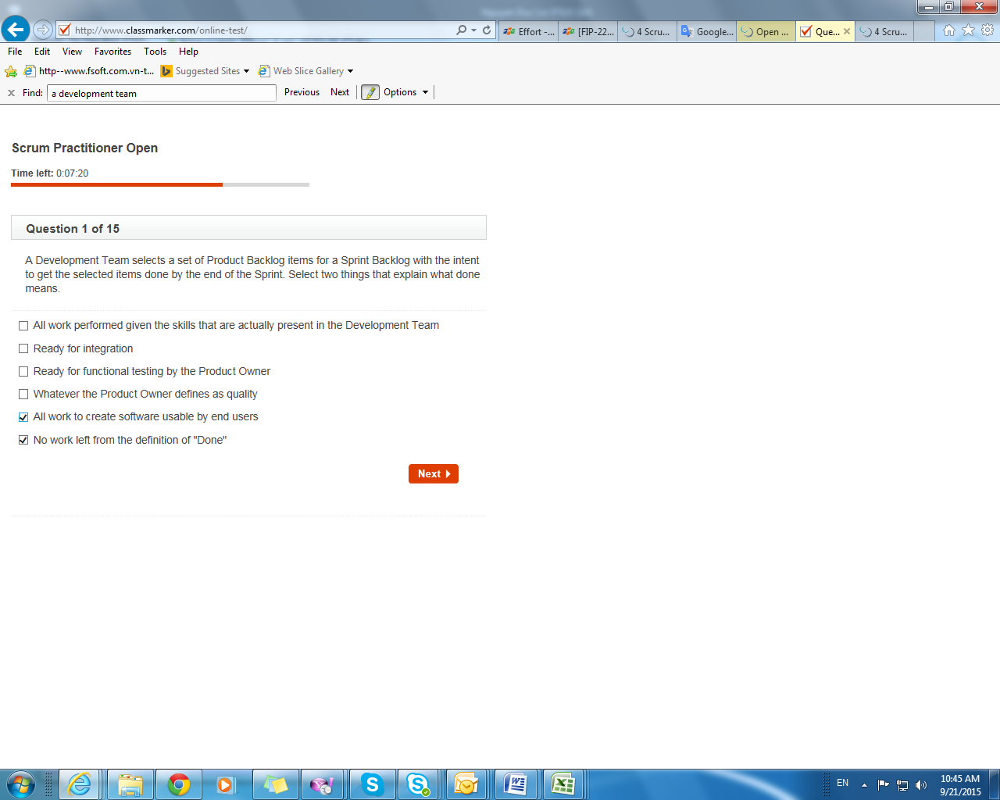 http://www.classmarker.com/online-test/
Effort -...
[FIP-22...
4 Scru...
Google...
Open ...
Que...
4 Scru...
File Edit View Favorites Tools Help
http--www.fsoft.com.vn-t...
Suggested Sites
Web Slice Gallery
x Find: a development team Previous Next Options
Scrum Practitioner Open
Time left: 0:07:20
Question 1 of 15
A Development Team selects a set of Product Backlog items for a Sprint Backlog with the intent
to get the selected items done by the end of the Sprint. Select two things that explain what done
means.
All work performed given the skills that are actually present in the Development Team
Ready for integration
Ready for functional testing by the Product Owner
Whatever the Product Owner defines as quality
All work to create software usable by end users
No work left from the definition of "Done"
Next
EN
10:45 AM
9/21/2015